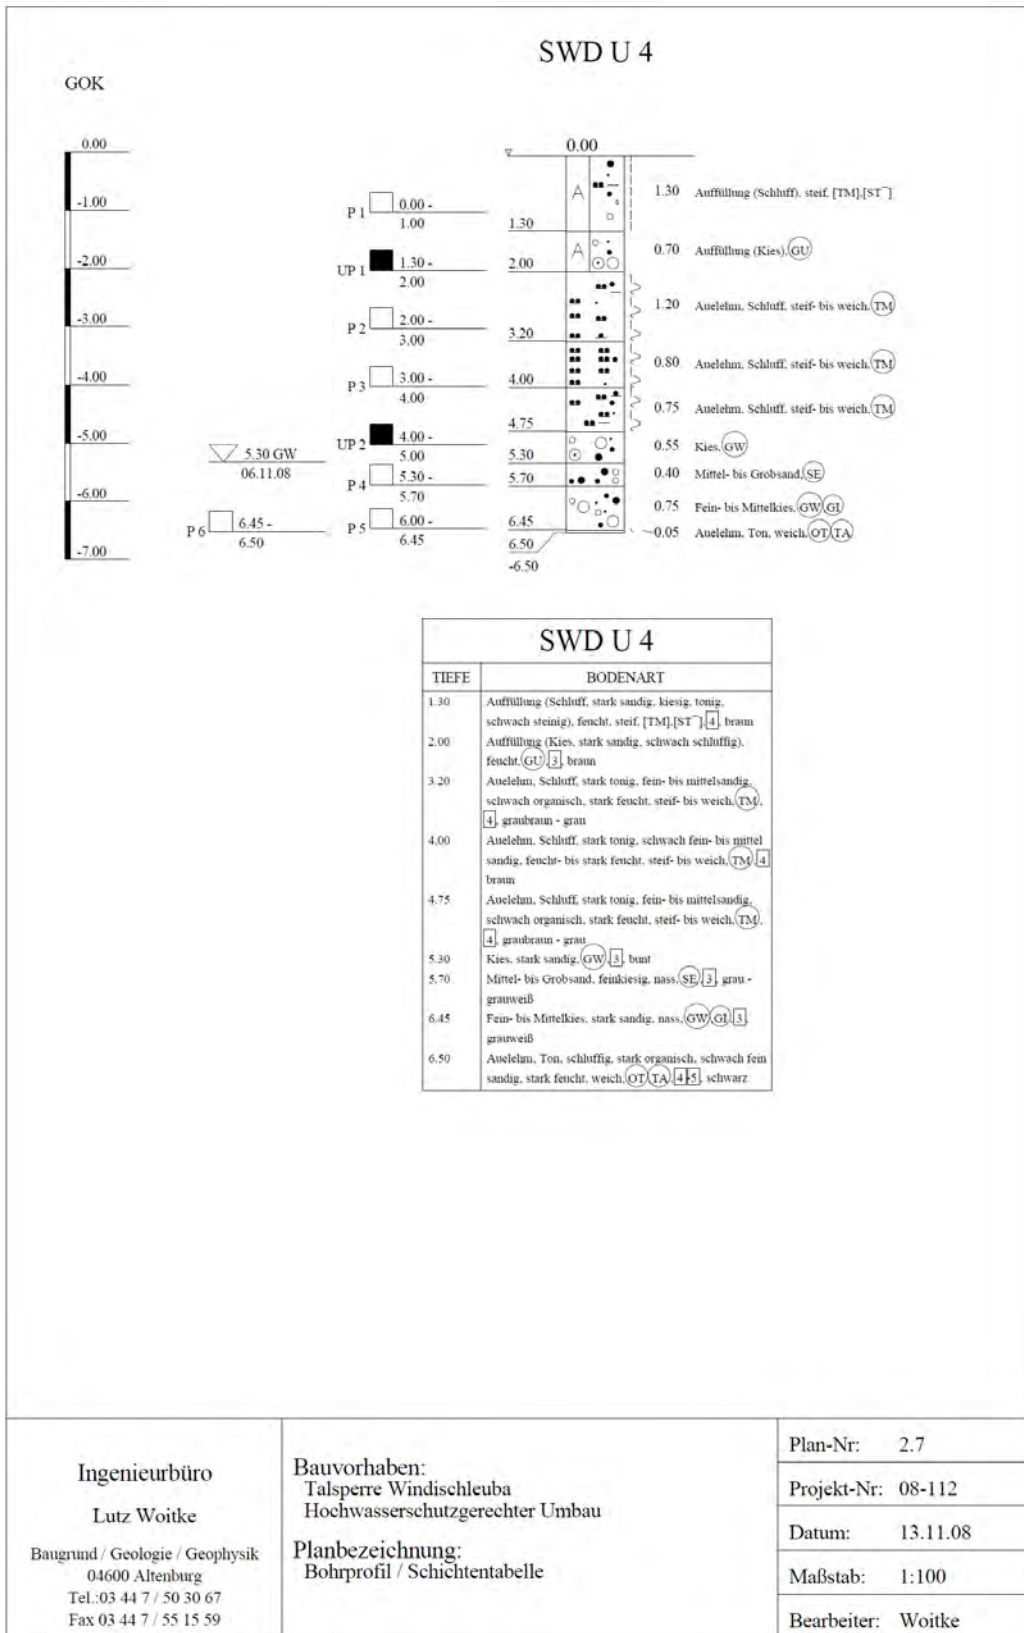 SWD U 4
GOK
0.00
-1.00
-2.00
-3.00
-4.00
-5.00
-6.00
-7.00
5.30 GW
06.11.08
P 6 6.45 -
6.50
P 1 0.00 -
1.00
UP 1 1.30 -
2.00
P 2 2.00 -
3.00
P 3 3.00 -
4.00
UP 2 4.00 -
5.00
P 4 5.30 -
5.70
P 5 6.00 -
6.45
0.00
1.30
2.00
3.20
4.00
4.75
5.30
5.70
6.45
6.50
-6.50
A
A
1.30 Auffüllung (Schluff), steif, [TM],[ST¯]
0.70 Auffüllung (Kies), GU
1.20 Auelehm, Schluff, steif- bis weich, TM
0.80 Auelehm, Schluff, steif- bis weich, TM
0.75 Auelehm, Schluff, steif- bis weich, TM
0.55 Kies, GW
0.40 Mittel- bis Grobsand, SE
0.75 Fein- bis Mittelkies, GW GI
0.05 Auelehm, Ton, weich, OT TA
SWD U 4
TIEFE BODENART
1.30 Auffüllung (Schluff, stark sandig, kiesig, tonig,
schwach steinig), feucht, steif, [TM],[ST¯], 4, braun
2.00 Auffüllung (Kies, stark sandig, schwach schluffig),
feucht, GU, 3, braun
3.20 Auelehm, Schluff, stark tonig, fein- bis mittelsandig,
schwach organisch, stark feucht, steif- bis weich, TM,
4, graubraun - grau
4.00 Auelehm, Schluff, stark tonig, schwach fein- bis mittel
sandig, feucht- bis stark feucht, steif- bis weich, TM, 4
braun
4.75 Auelehm, Schluff, stark tonig, fein- bis mittelsandig,
schwach organisch, stark feucht, steif- bis weich, TM,
4, graubraun - grau
5.30 Kies, stark sandig, GW, 3, bunt
5.70 Mittel- bis Grobsand, feinkiesig, nass, SE, 3, grau -
grauweiß
6.45 Fein- bis Mittelkies, stark sandig, nass, GW, GI, 3,
grauweiß
6.50 Auelehm, Ton, schluffig, stark organisch, schwach fein
sandig, stark feucht, weich, OT, TA, 4-5, schwarz
Ingenieurbüro
Lutz Woitke
Baugrund / Geologie / Geophysik
04600 Altenburg
Tel.:03 44 7 / 50 30 67
Fax 03 44 7 / 55 15 59
Bauvorhaben:
Talsperre Windischleuba
Hochwasserschutzgerechter Umbau
Planbezeichnung:
Bohrprofil / Schichtentabelle
Plan-Nr: 2.7
Projekt-Nr: 08-112
Datum: 13.11.08
Maßstab: 1:100
Bearbeiter: Woitke